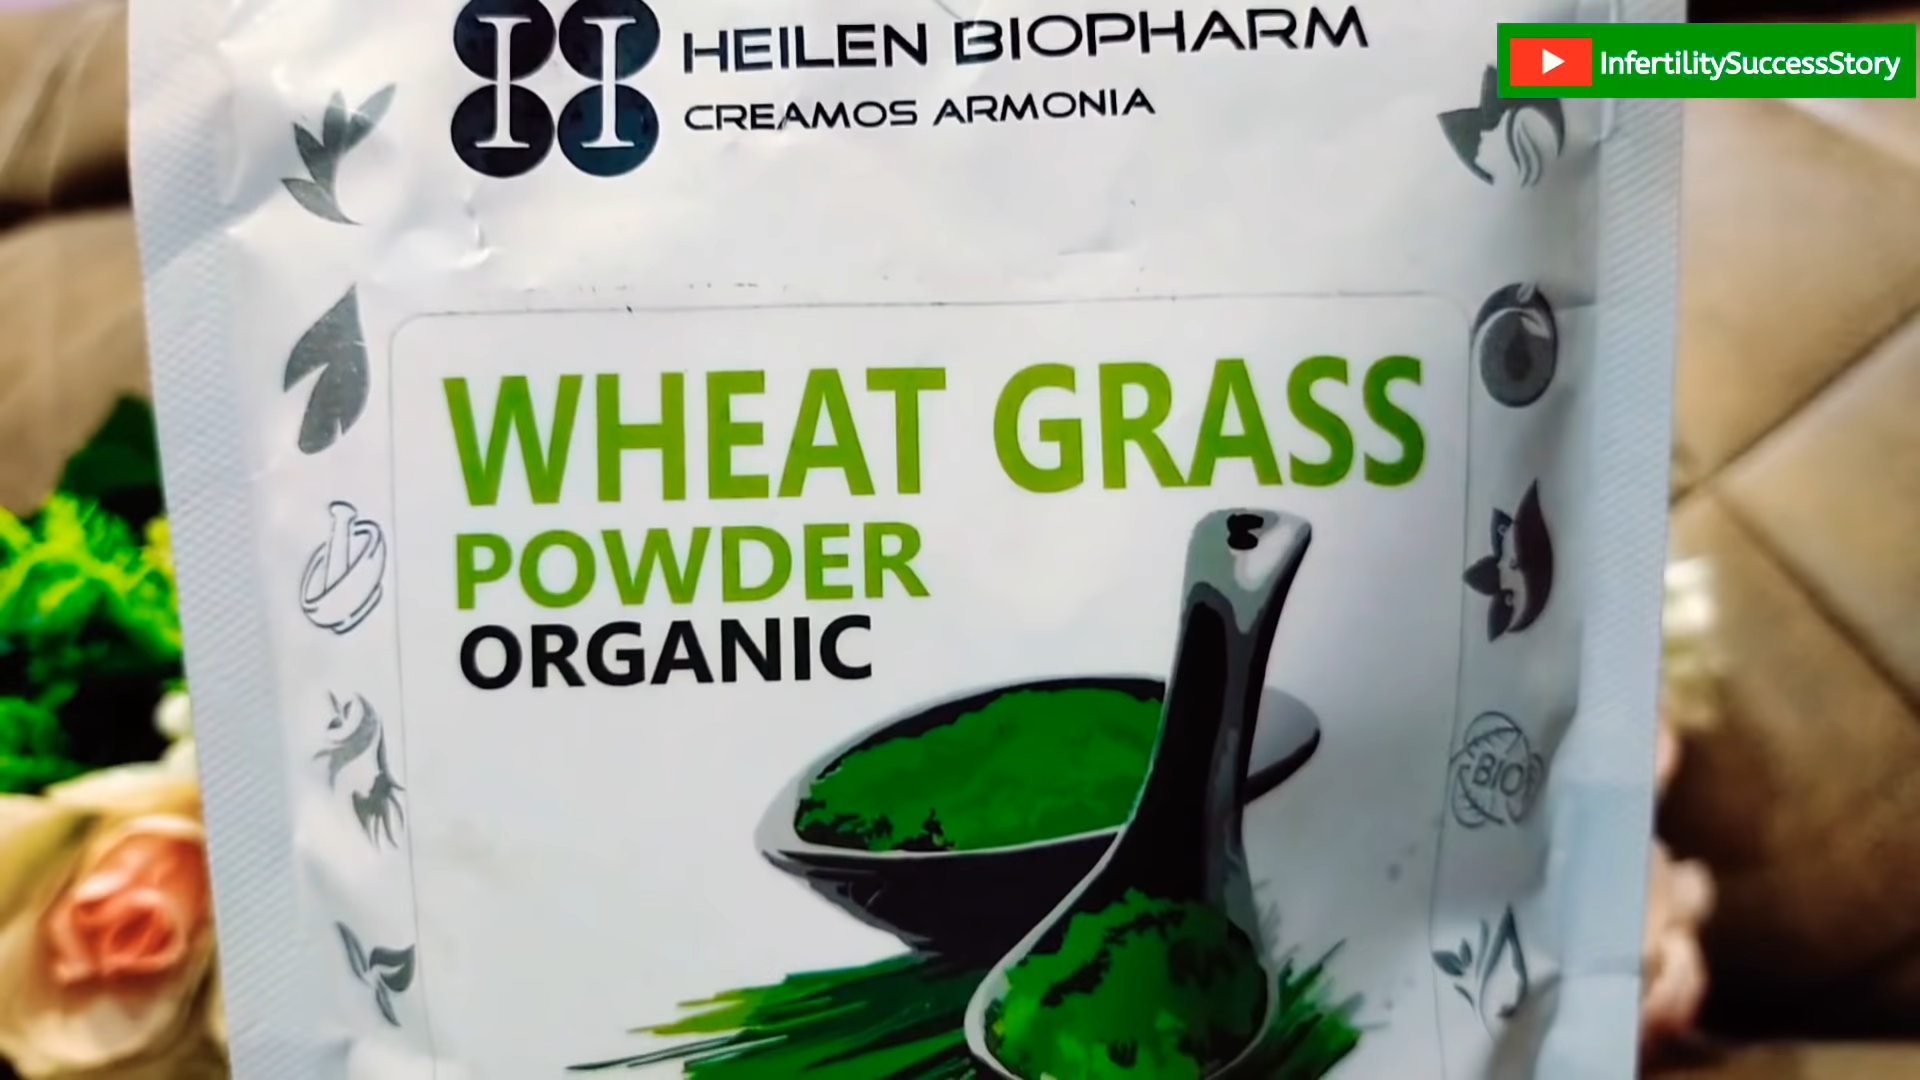 HEILEN BIOPHARM
CREAMOS ARMONIA
InfertilitySuccessStory
WHEAT GRASS
POWDER
ORGANIC
BIO